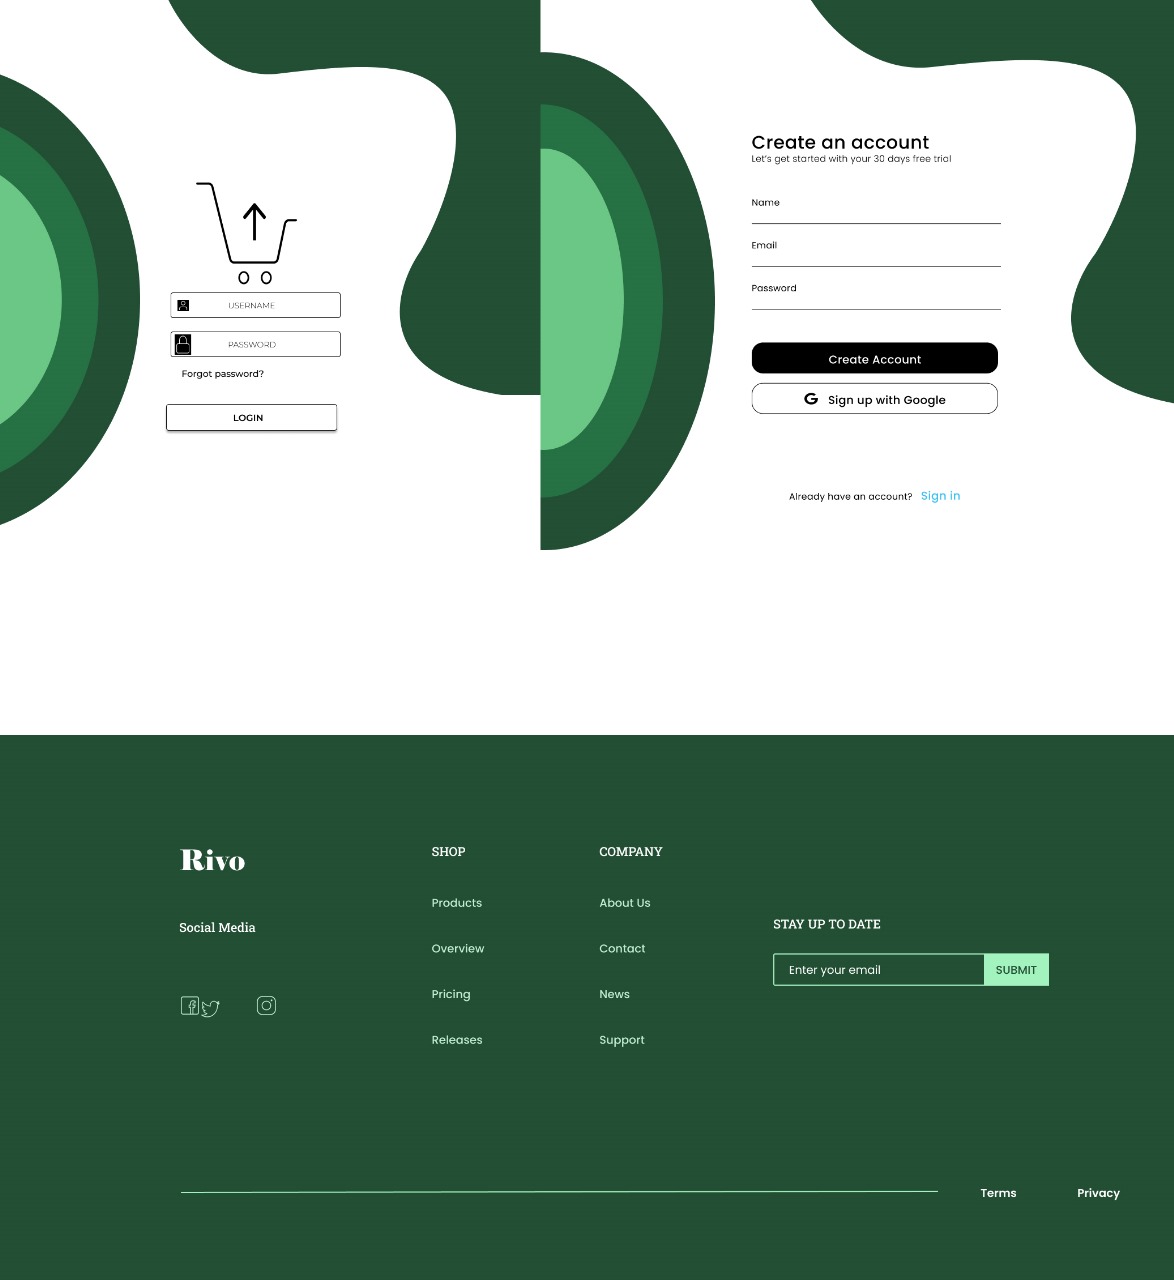 USERNAME
PASSWORD
Forgot password?
LOGIN
Create an account
Let's get started with your 30 days free trial
Name
Email
Password
Create Account
G Sign up with Google
Already have an account? Sign in
Rivo
Social Media
SHOP
Products
Overview
Pricing
Releases
COMPANY
About Us
Contact
News
Support
STAY UP TO DATE
Enter your email SUBMIT
Terms Privacy